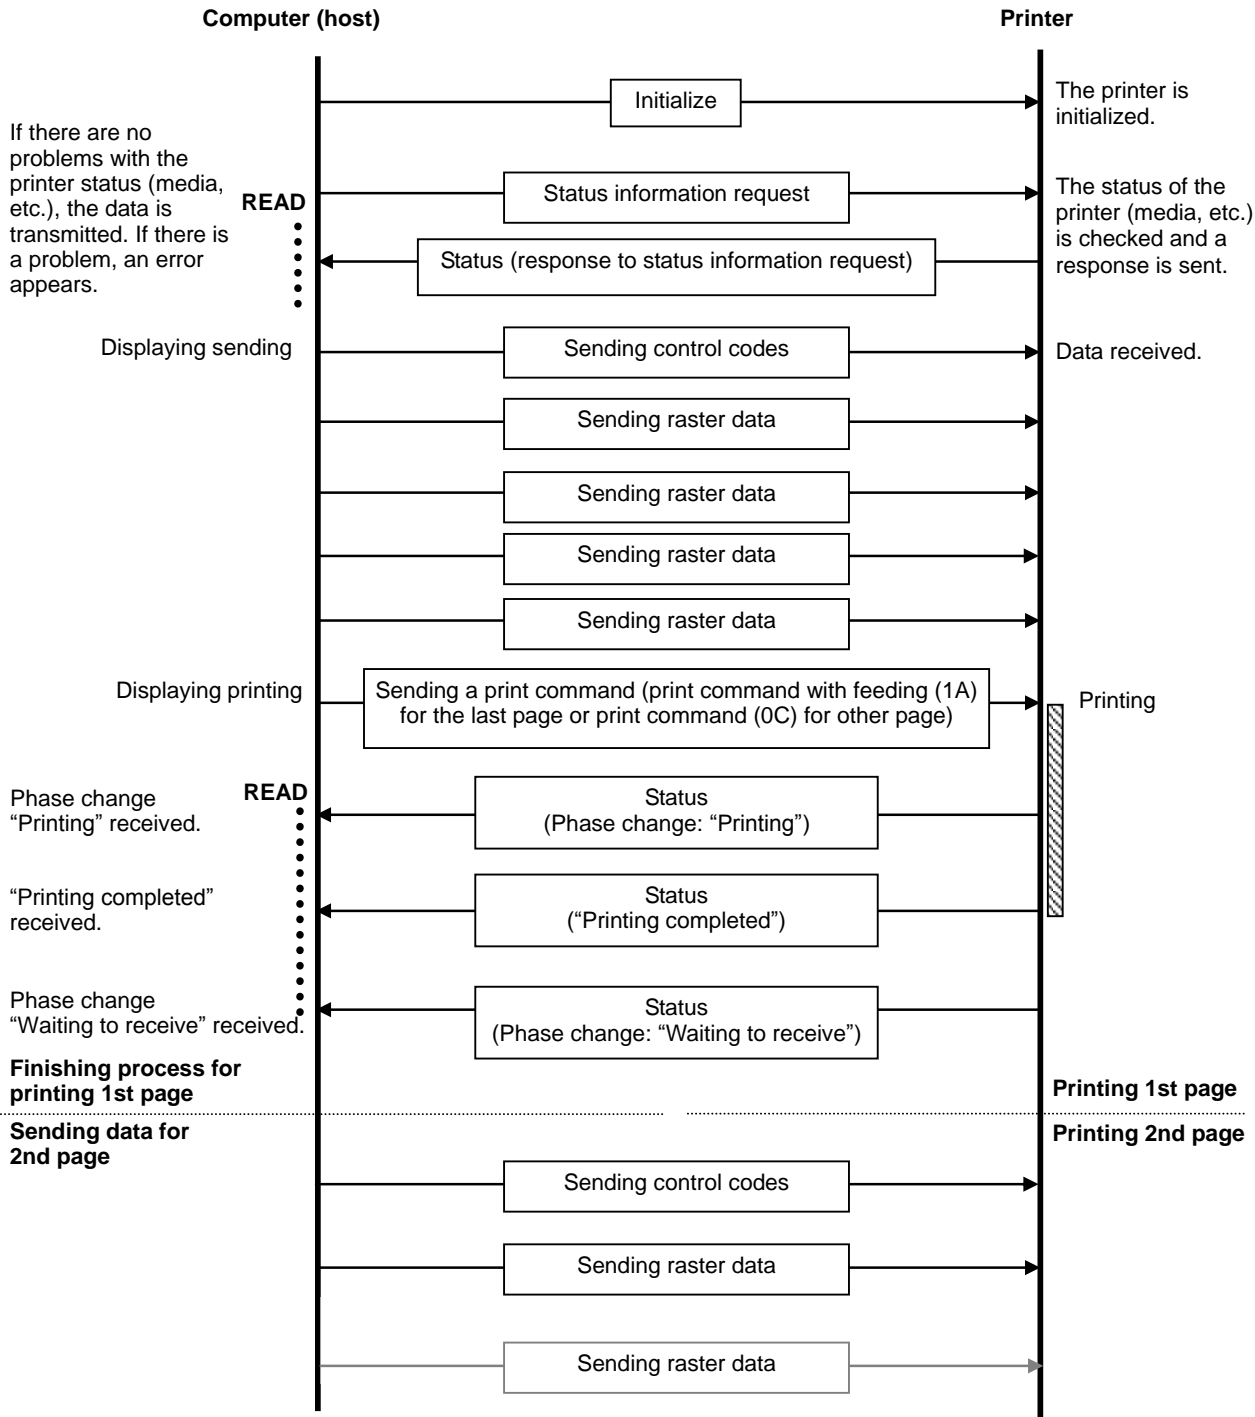 Computer (host)
Printer
Initialize
The printer is
initialized.
If there are no
problems with the
printer status (media,
etc.), the data is
transmitted. If there is
a problem, an error
appears.
READ
Status information request
The status of the
printer (media, etc.)
is checked and a
response is sent.
Status (response to status information request)
Displaying sending
Sending control codes
Data received.
Sending raster data
Sending raster data
Sending raster data
Sending raster data
Displaying printing
Sending a print command (print command with feeding (1A)
for the last page or print command (0C) for other page)
Printing
Phase change
“Printing” received.
READ
Status
(Phase change: “Printing”)
“Printing completed”
received.
Status
(“Printing completed”)
Phase change
“Waiting to receive” received.
Status
(Phase change: “Waiting to receive”)
Finishing process for
printing 1st page
Printing 1st page
Sending data for
2nd page
Printing 2nd page
Sending control codes
Sending raster data
Sending raster data